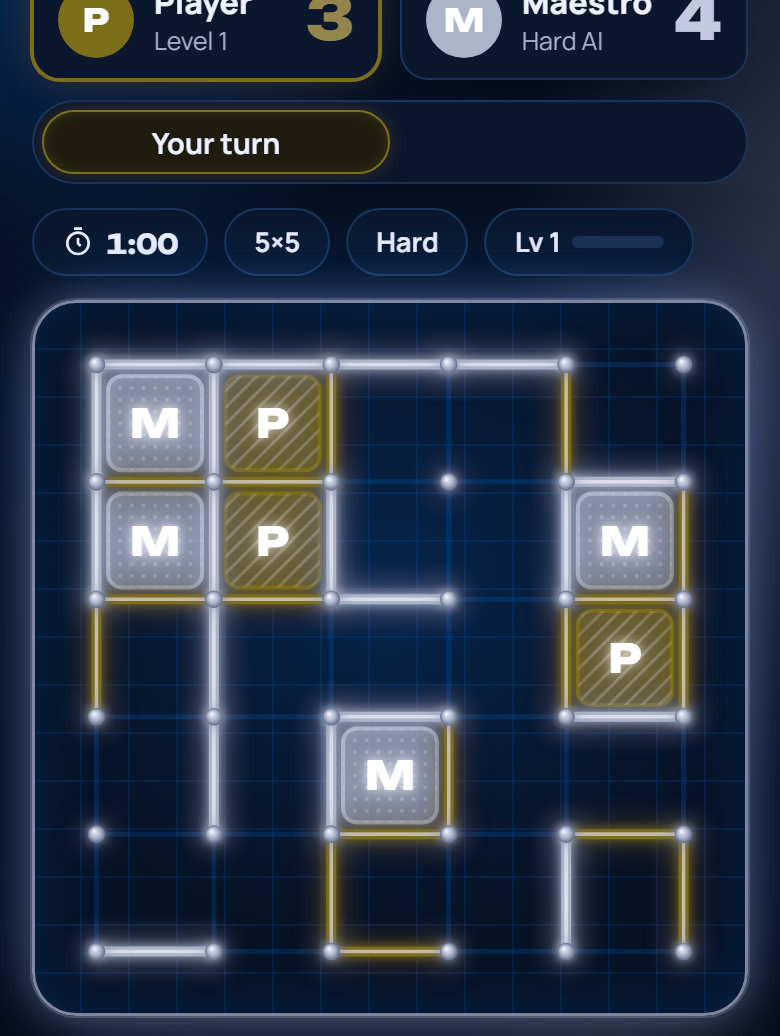 P Player 3
Level 1
M Maestro 4
Hard AI
Your turn
1:00 5×5 Hard Lv 1
M P
M P M
P
M